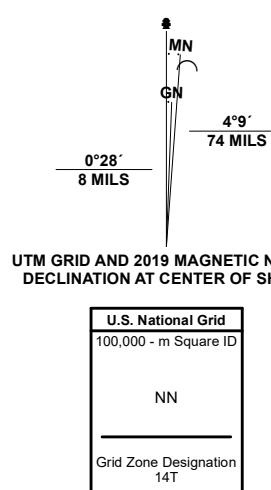 MN
GN
4°9´
74 MILS
0°28´
8 MILS
UTM GRID AND 2019 MAGNETIC N
DECLINATION AT CENTER OF SH
U.S. National Grid
100,000 - m Square ID
NN
Grid Zone Designation
14T